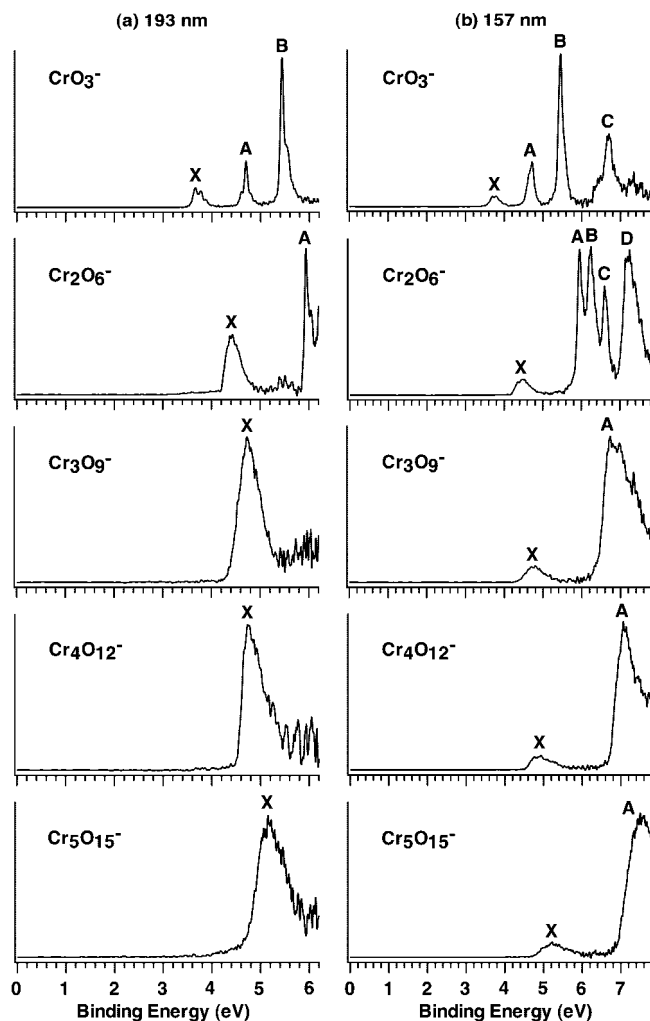 (a) 193 nm (b) 157 nm
CrO₃⁻ X A B
CrO₃⁻ X A B C
Cr₂O₆⁻ X A
Cr₂O₆⁻ X A B C D
Cr₃O₉⁻ X
Cr₃O₉⁻ X A
Cr₄O₁₂⁻ X
Cr₄O₁₂⁻ X A
Cr₅O₁₅⁻ X
Cr₅O₁₅⁻ X A
0 1 2 3 4 5 6
0 1 2 3 4 5 6 7
Binding Energy (eV) Binding Energy (eV)